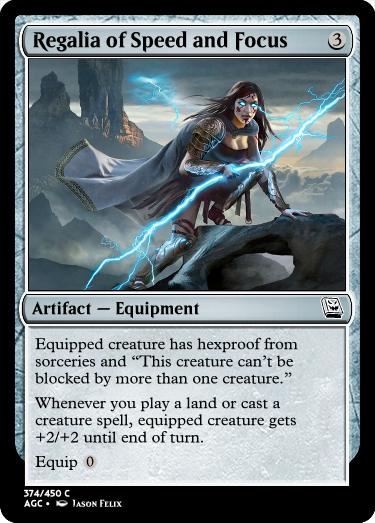 Regalia of Speed and Focus 3
Artifact — Equipment
Equipped creature has hexproof from
sorceries and “This creature can't be
blocked by more than one creature.”
Whenever you play a land or cast a
creature spell, equipped creature gets
+2/+2 until end of turn.
Equip 0
374/450 C
AGC • Jason Felix